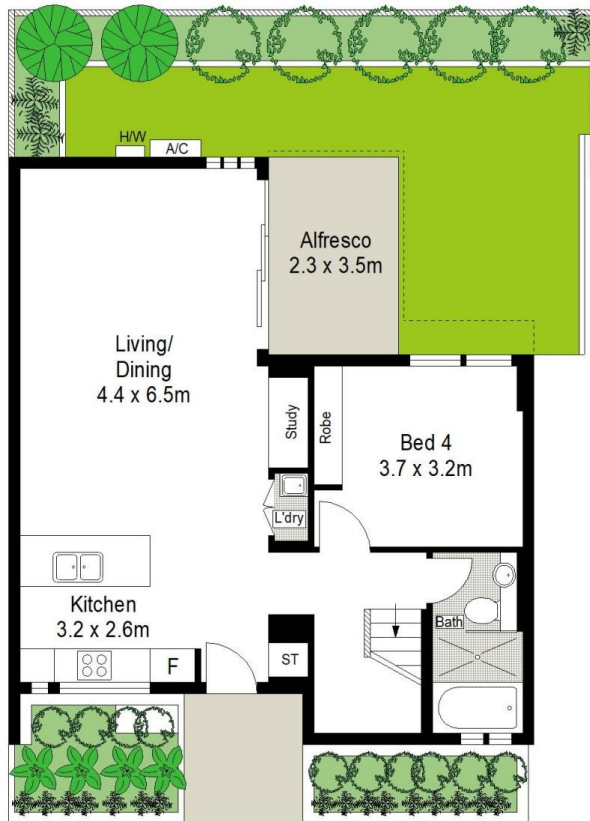 H/W
A/C
Alfresco
2.3 x 3.5m
Living/
Dining
4.4 x 6.5m
Study
Robe
Bed 4
3.7 x 3.2m
L'dry
Kitchen
3.2 x 2.6m
Bath
F
ST